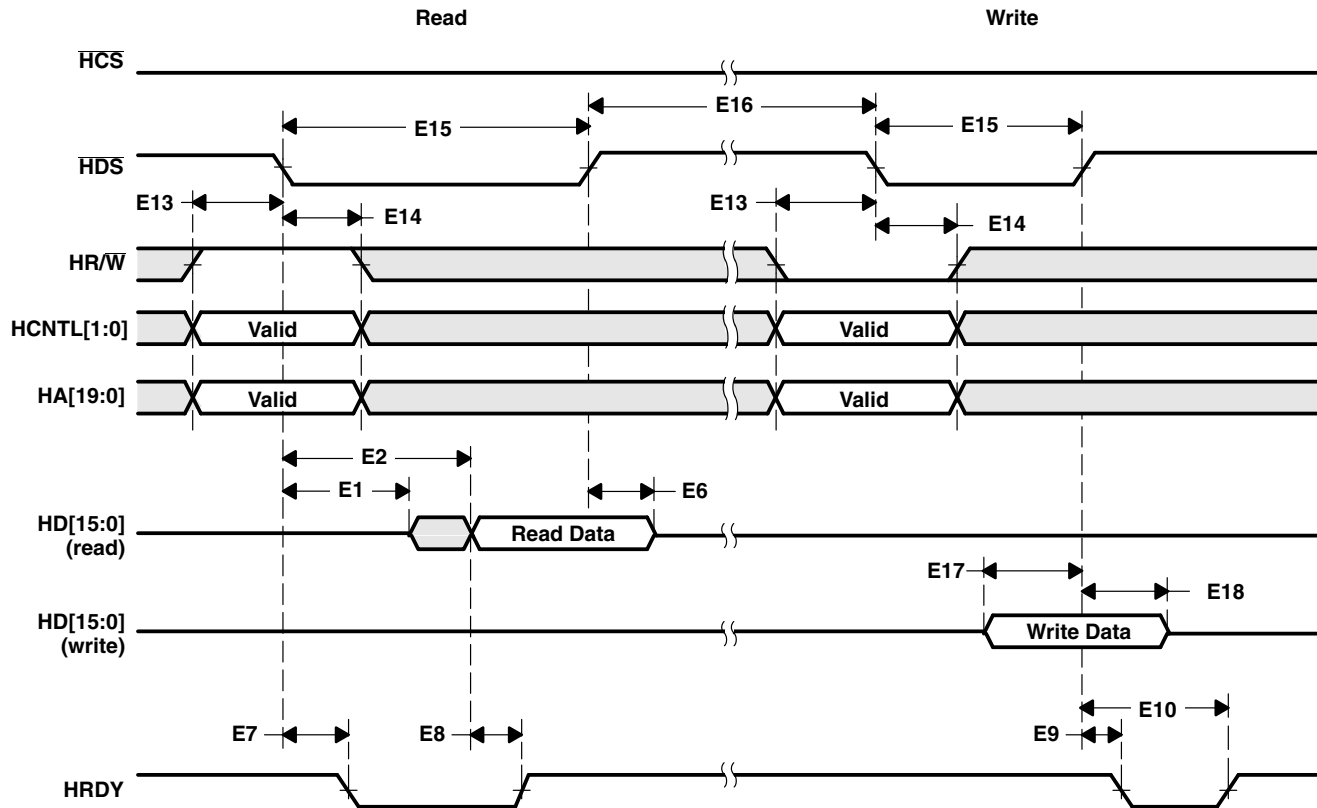 Read Write
HCS
E16
E15 E15
HDS
E13 E14 E13 E14
HR/W
HCNTL[1:0] Valid Valid
HA[19:0] Valid Valid
E2
E1 E6
HD[15:0] Read Data
(read)
E17 E18
HD[15:0] Write Data
(write)
E10
E7 E8 E9
HRDY